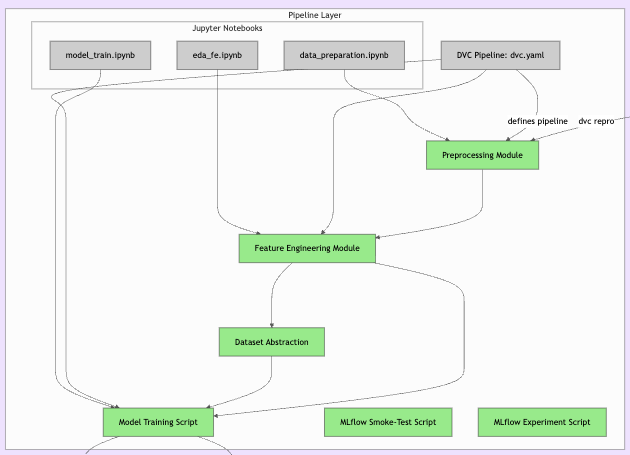 Pipeline Layer
Jupyter Notebooks
model_train.ipynb
eda_fe.ipynb
data_preparation.ipynb
DVC Pipeline: dvc.yaml
defines pipeline
dvc repro
Preprocessing Module
Feature Engineering Module
Dataset Abstraction
Model Training Script
MLflow Smoke-Test Script
MLflow Experiment Script